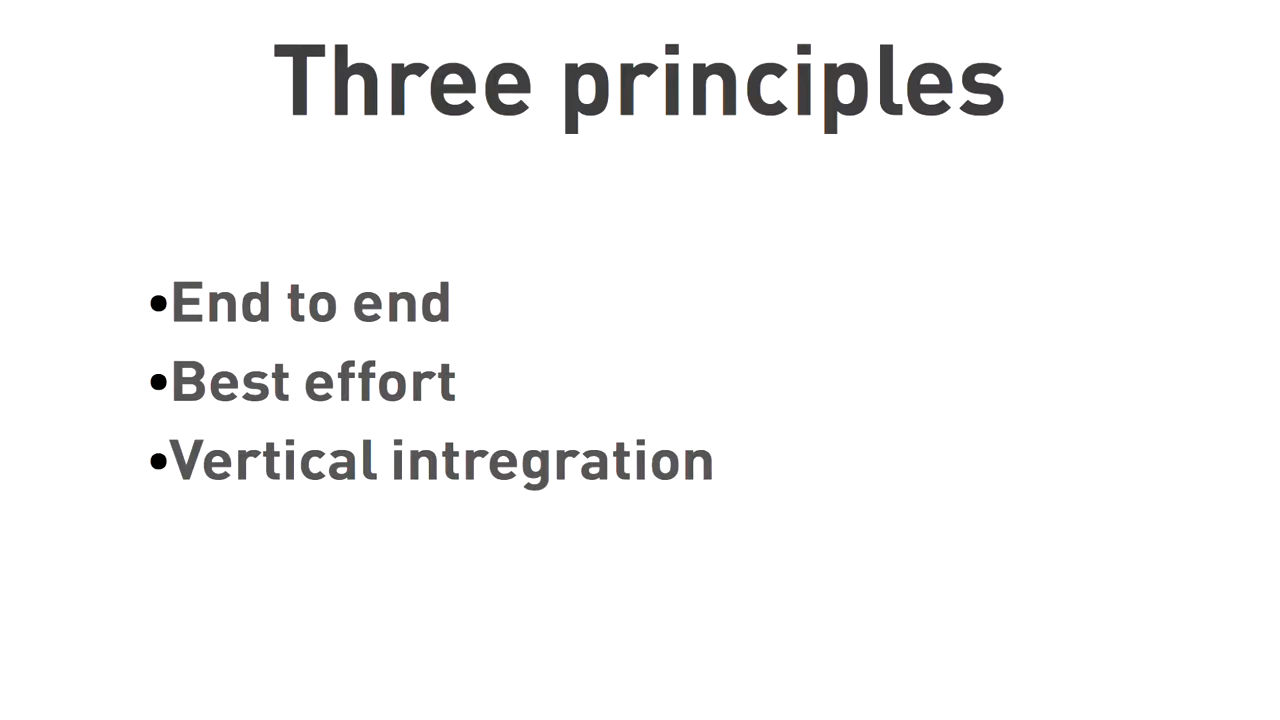 Three principles
•End to end
•Best effort
•Vertical intregration